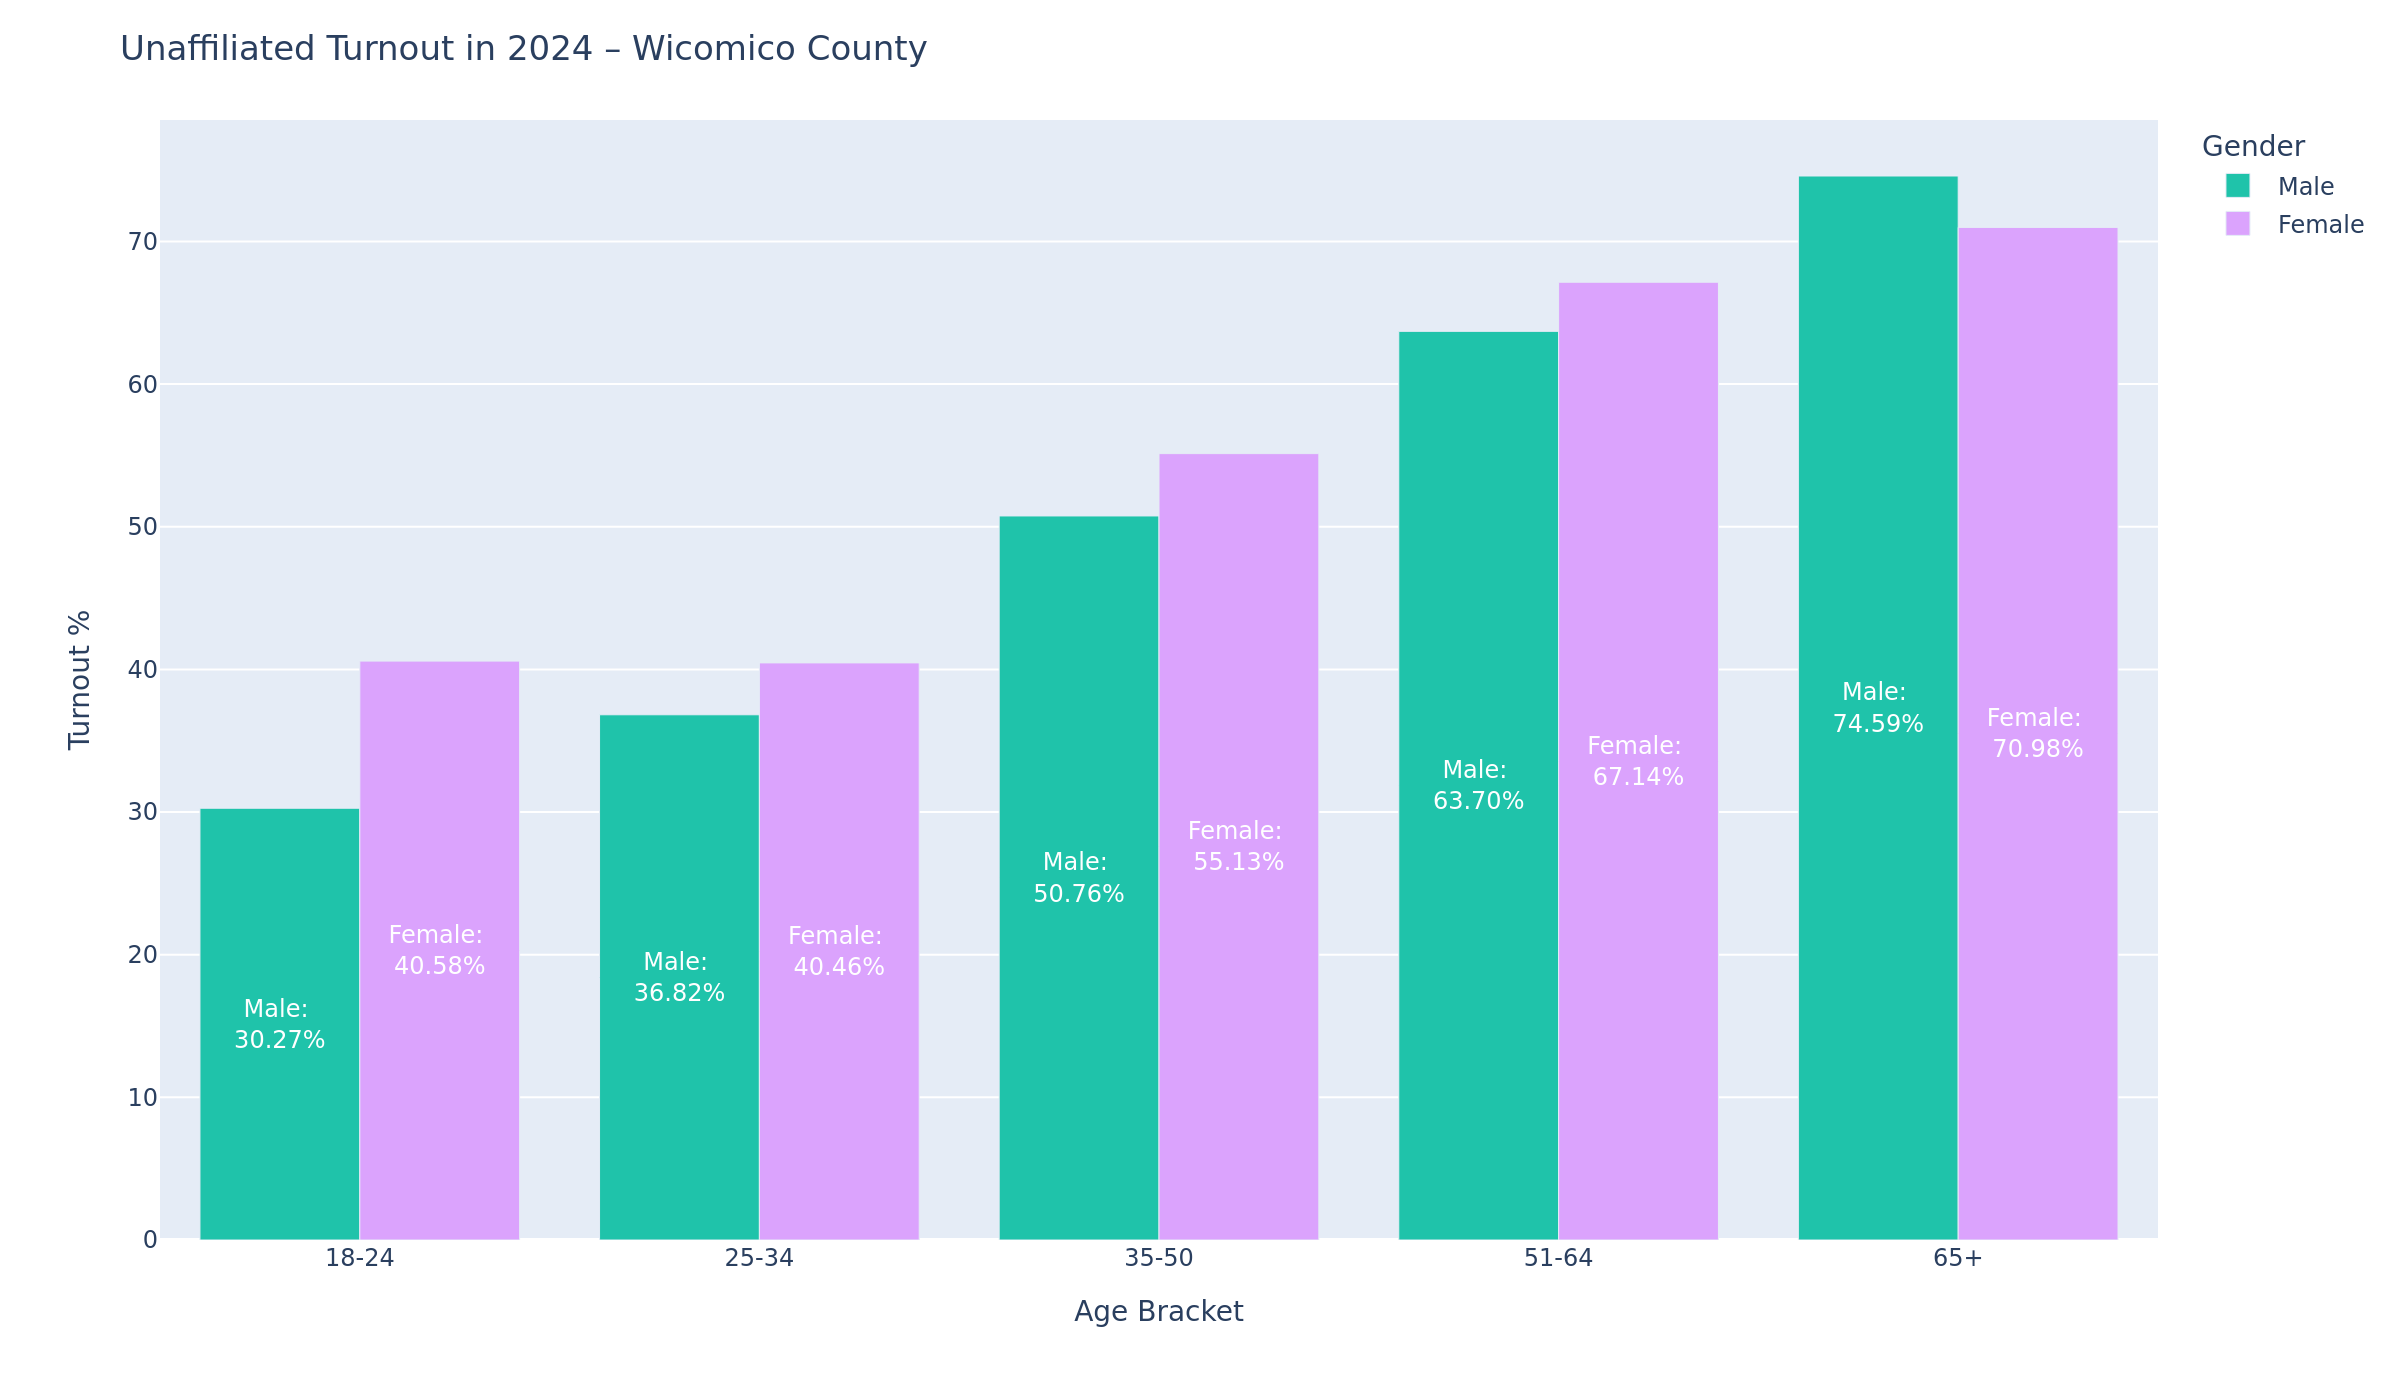 Unaffiliated Turnout in 2024 – Wicomico County
Gender
Male
Female
Turnout %
70
60
50
40
30
20
10
0
Male:
30.27%
Female:
40.58%
Male:
36.82%
Female:
40.46%
Male:
50.76%
Female:
55.13%
Male:
63.70%
Female:
67.14%
Male:
74.59%
Female:
70.98%
18-24
25-34
35-50
51-64
65+
Age Bracket